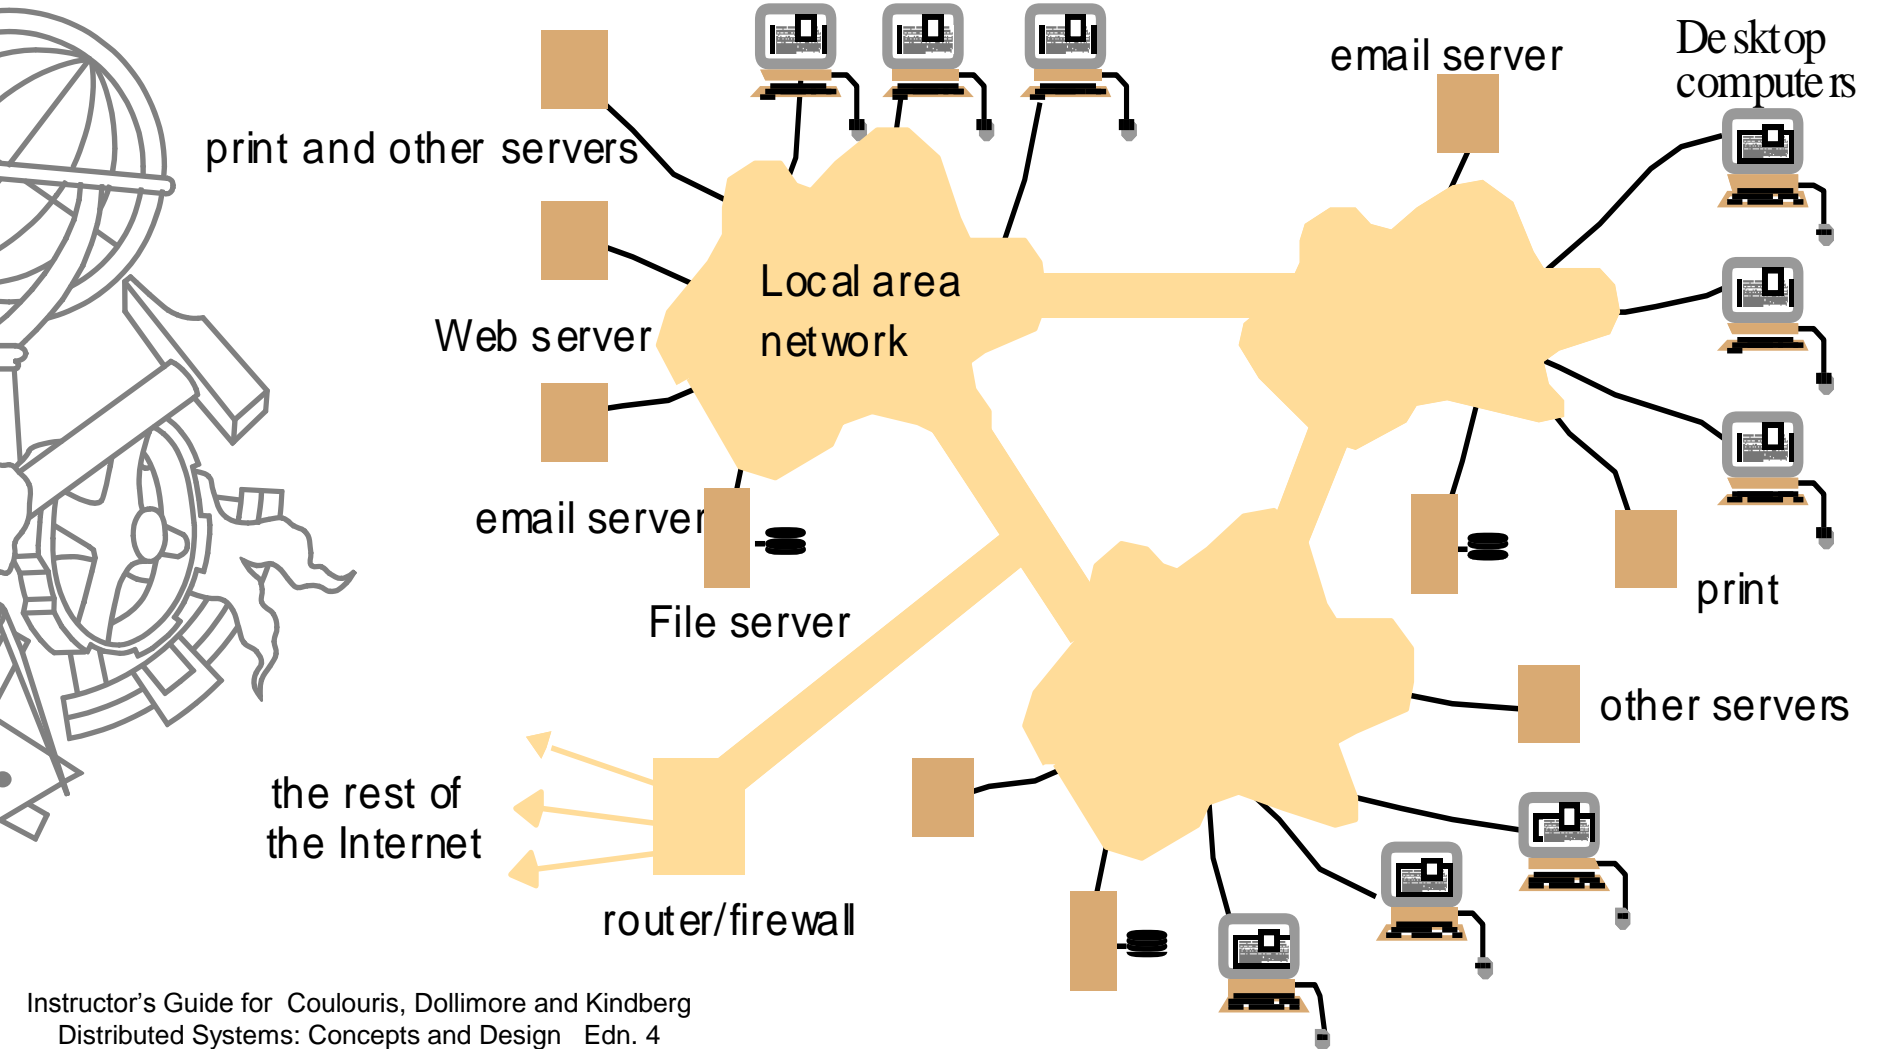 email server
Desktop
computers
print and other servers
Local area
network
Web server
email server
File server
print
other servers
the rest of
the Internet
router/firewall
Instructor’s Guide for Coulouris, Dollimore and Kindberg
Distributed Systems: Concepts and Design Edn. 4